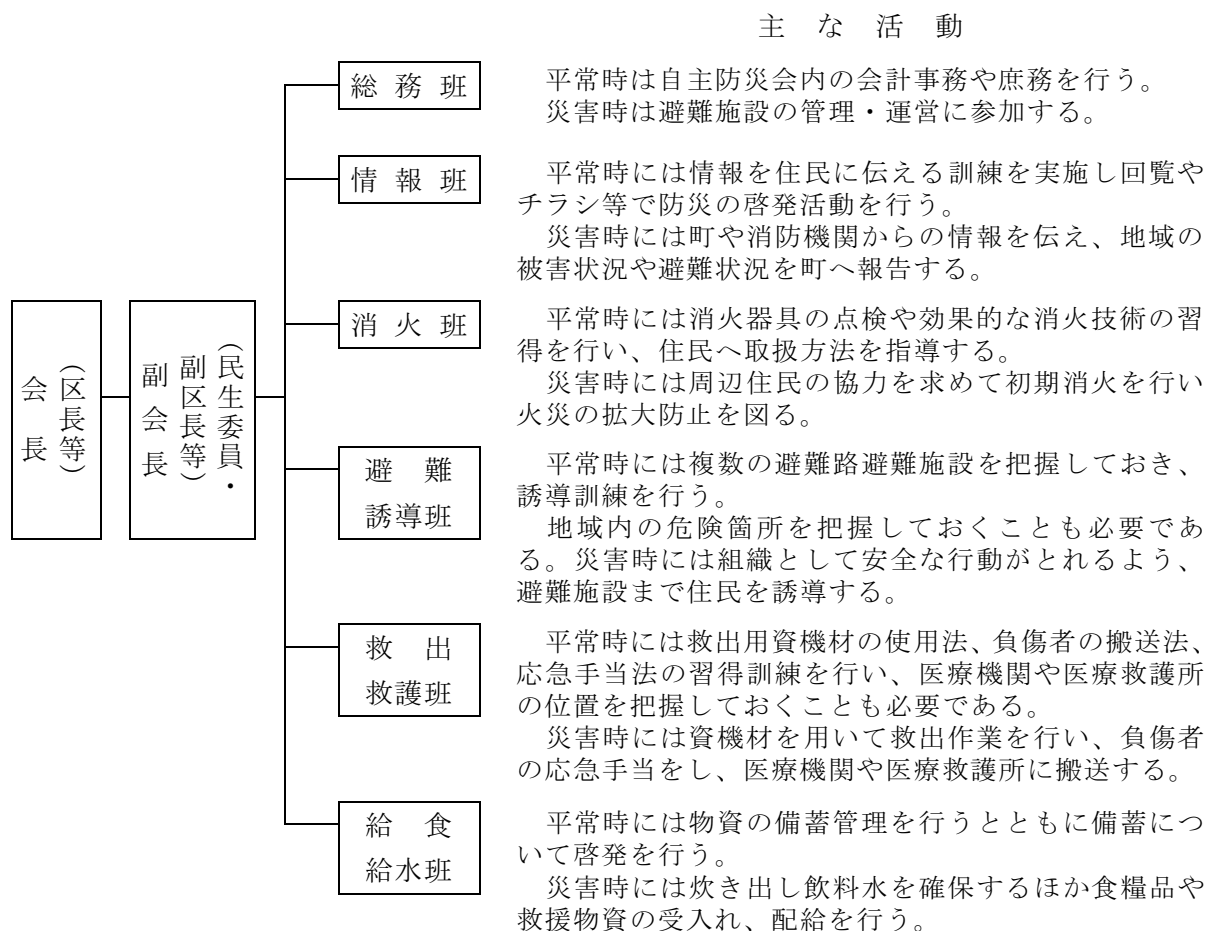 主な活動
会長
（区長等）
副会長
（民生委員・
副区長等）
総務班
平常時は自主防災会内の会計事務や庶務を行う。
災害時は避難施設の管理・運営に参加する。
情報班
平常時には情報を住民に伝える訓練を実施し回覧や
チラシ等で防災の啓発活動を行う。
災害時には町や消防機関からの情報を伝え、地域の
被害状況や避難状況を町へ報告する。
消火班
平常時には消火器具の点検や効果的な消火技術の習
得を行い、住民へ取扱方法を指導する。
災害時には周辺住民の協力を求めて初期消火を行い
火災の拡大防止を図る。
避難
誘導班
平常時には複数の避難路避難施設を把握しておき、
誘導訓練を行う。
地域内の危険箇所を把握しておくことも必要であ
る。災害時には組織として安全な行動がとれるよう、
避難施設まで住民を誘導する。
救出
救護班
平常時には救出用資機材の使用法、負傷者の搬送法、
応急手当法の習得訓練を行い、医療機関や医療救護所
の位置を把握しておくことも必要である。
災害時には資機材を用いて救出作業を行い、負傷者
の応急手当をし、医療機関や医療救護所に搬送する。
給食
給水班
平常時には物資の備蓄管理を行うとともに備蓄につ
いて啓発を行う。
災害時には炊き出し飲料水を確保するほか食糧品や
救援物資の受入れ、配給を行う。